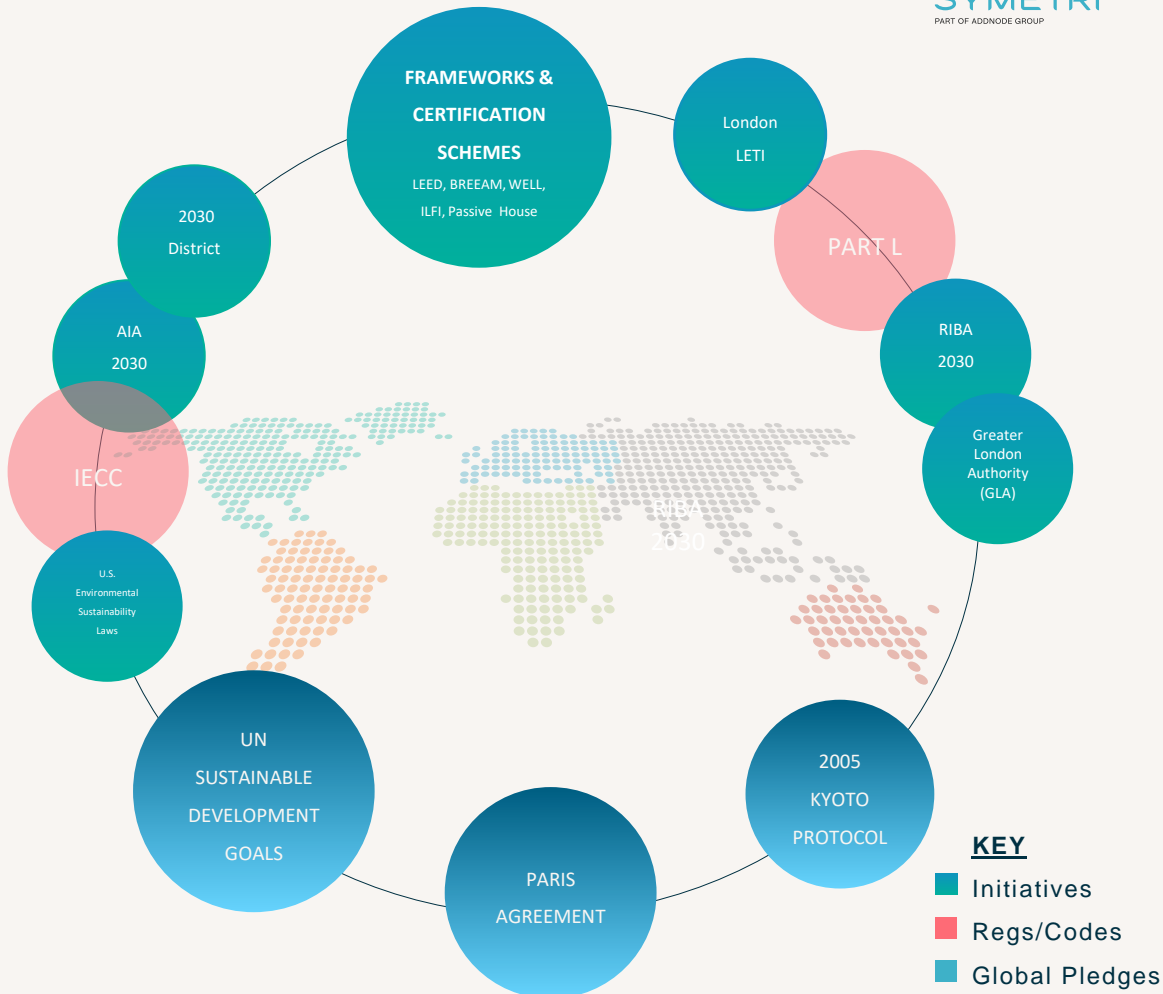 SYMETRI
PART OF ADDNODE GROUP
FRAMEWORKS &
CERTIFICATION
SCHEMES
LEED, BREEAM, WELL,
ILFI, Passive House
London
LETI
2030
District
PART L
AIA
2030
RIBA
2030
IECC
Greater
London
Authority
(GLA)
RIBA
2030
U.S.
Environmental
Sustainability
Laws
UN
SUSTAINABLE
DEVELOPMENT
GOALS
2005
KYOTO
PROTOCOL
PARIS
AGREEMENT
KEY
Initiatives
Regs/Codes
Global Pledges